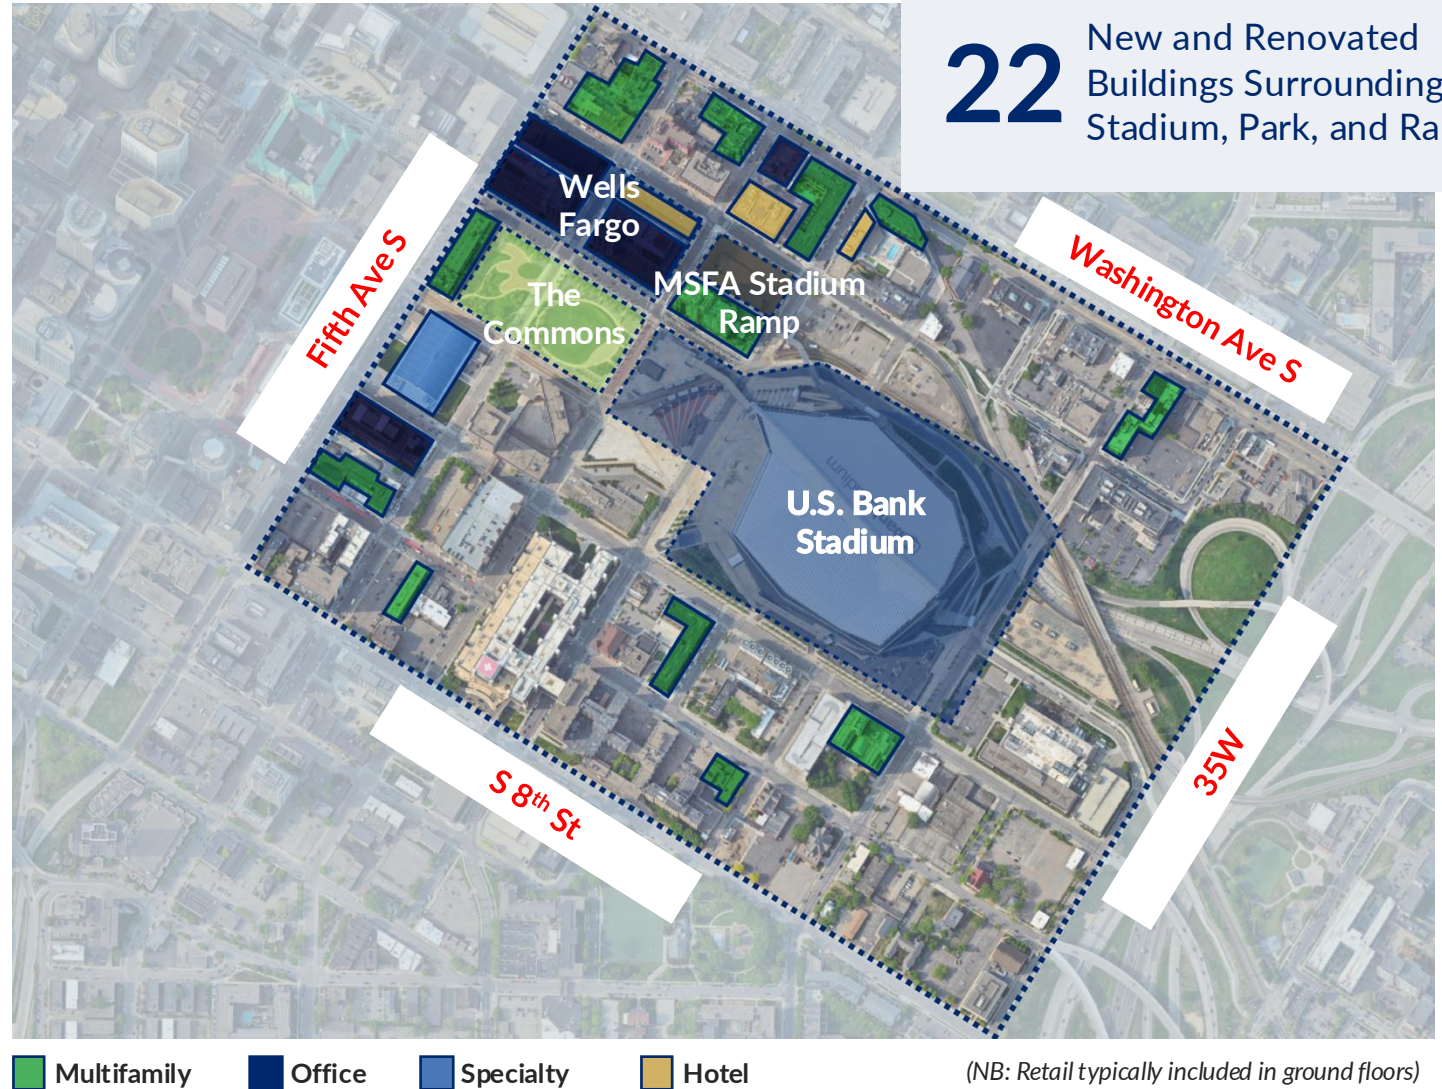 22
New and Renovated
Buildings Surrounding
Stadium, Park, and Ra
Wells
Fargo
Fifth Ave S
The
Commons
MSFA Stadium
Ramp
Washington Ave S
U.S. Bank
Stadium
35W
S 8th St
Multifamily
Office
Specialty
Hotel
(NB: Retail typically included in ground floors)